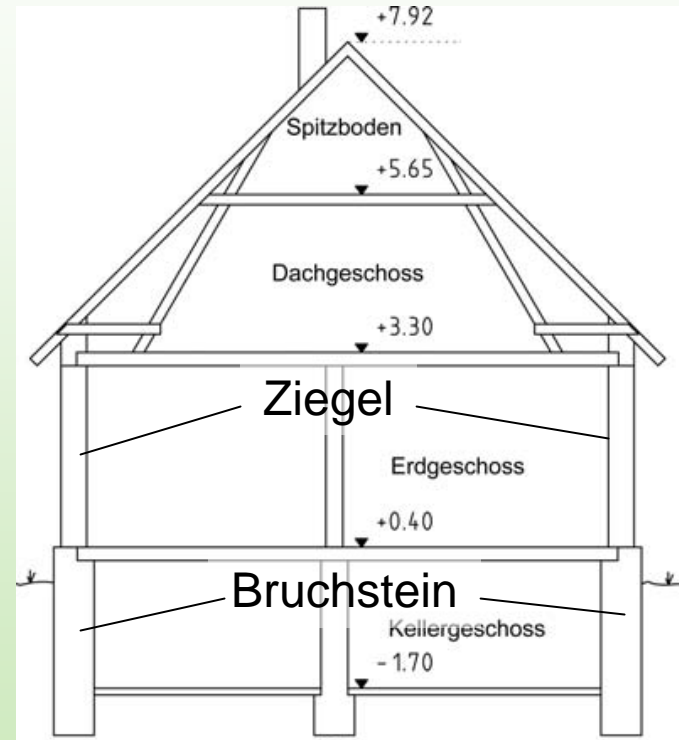 +7.92
Spitzboden
+5.65
Dachgeschoss
+3.30
Ziegel
Erdgeschoss
+0.40
Bruchstein
Kellergeschoss
-1.70